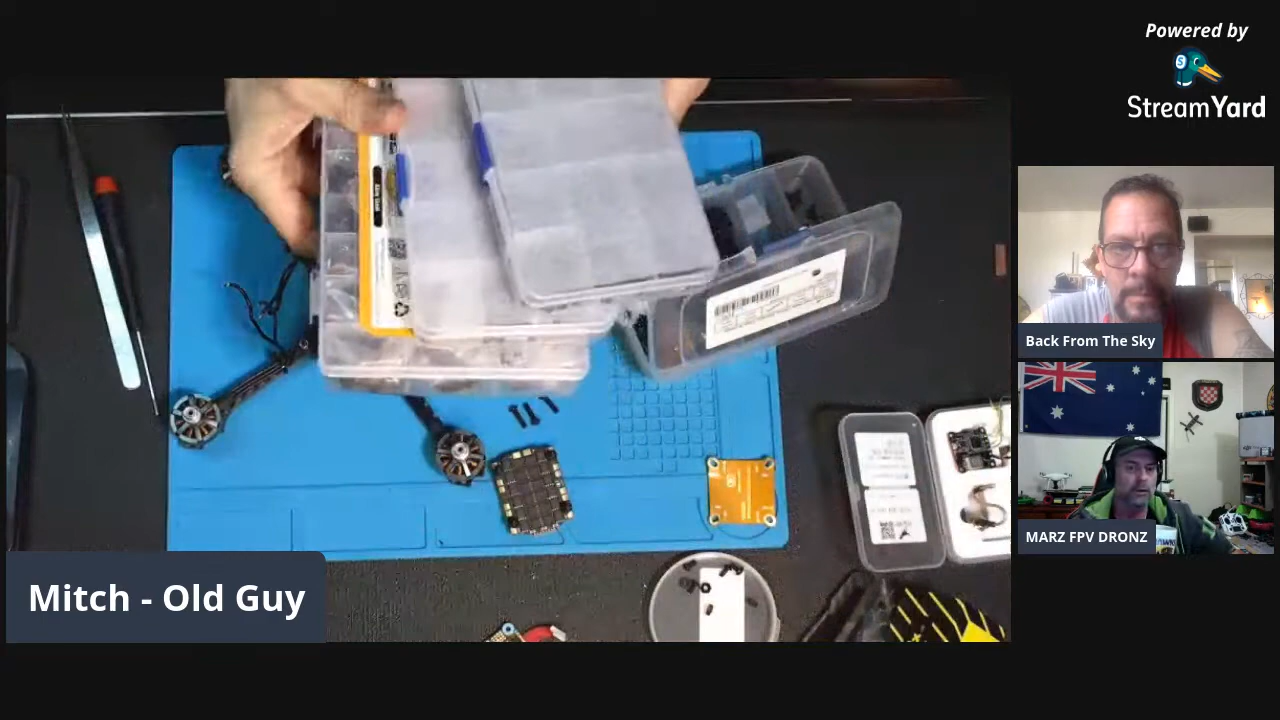 Powered by
StreamYard
Back From The Sky
MARZ FPV DRONZ
Mitch - Old Guy